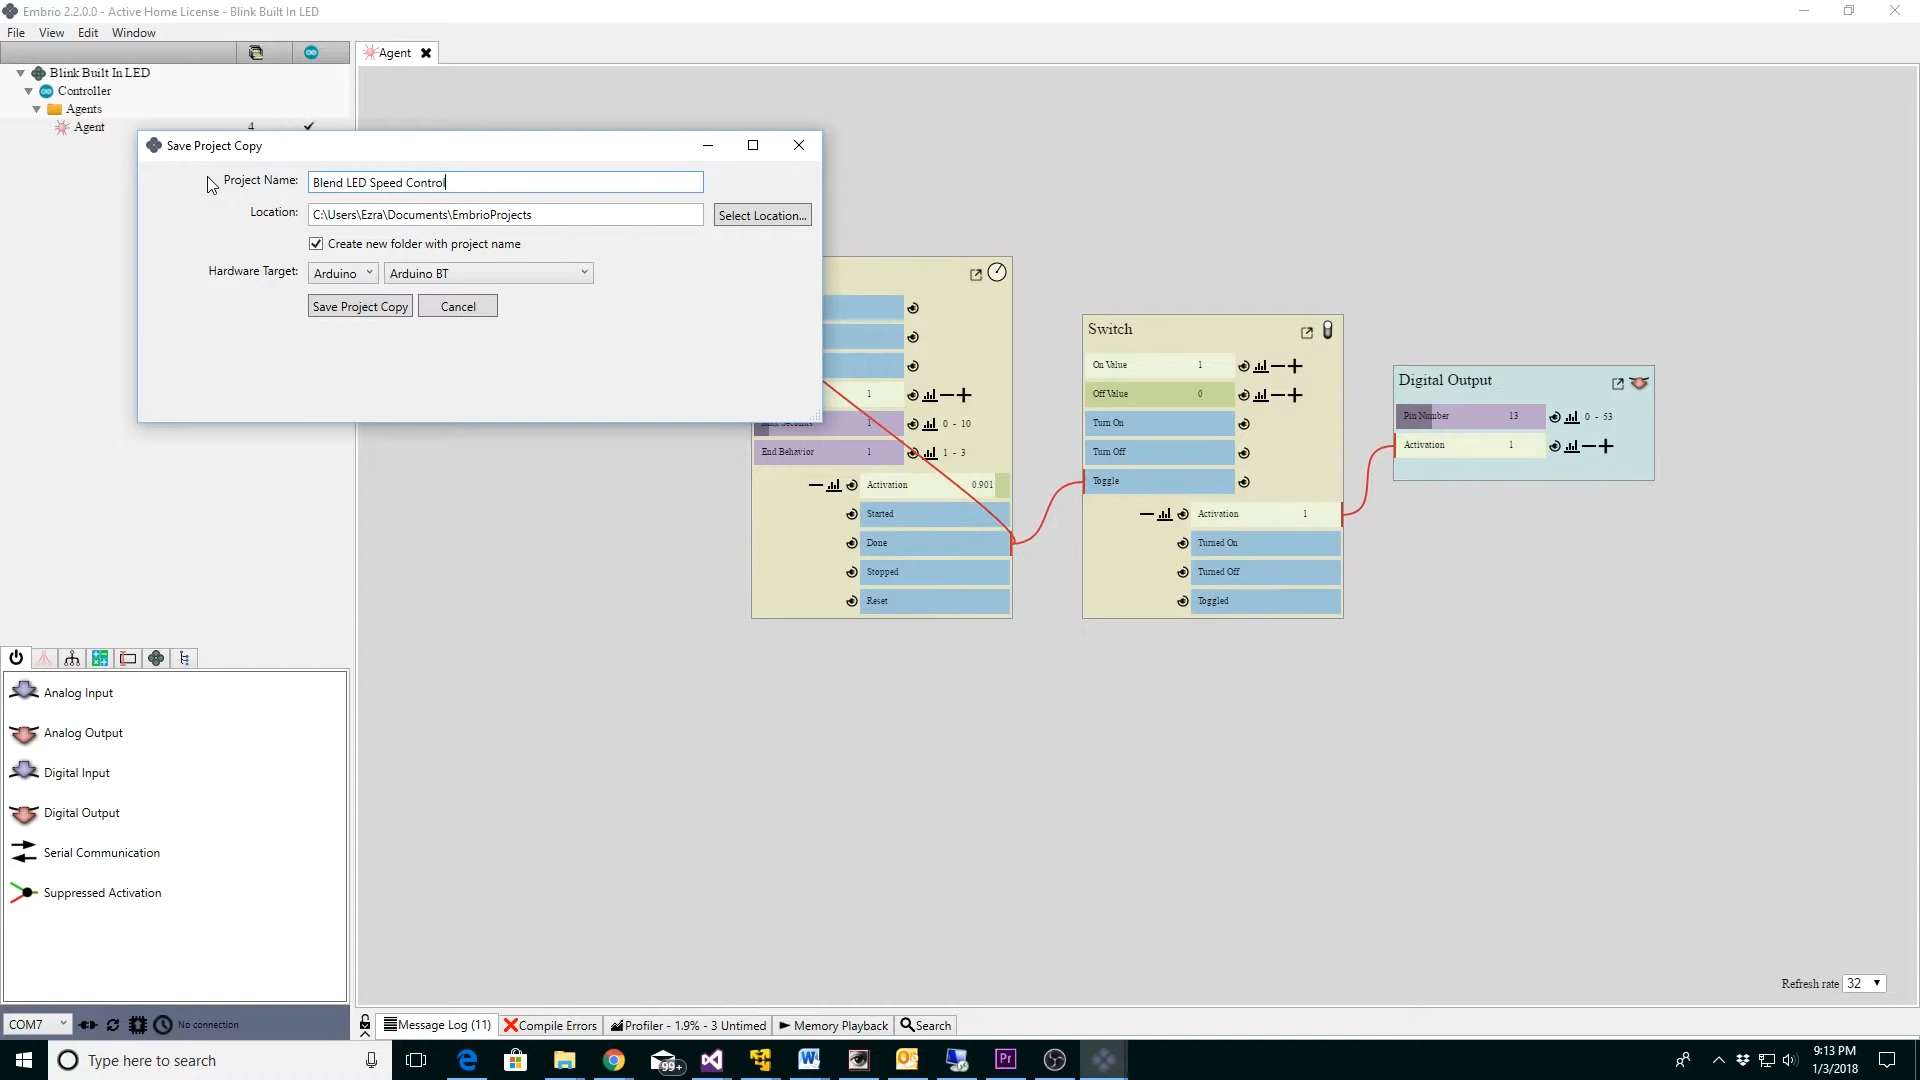 Embrio 2.2.0.0 - Active Home License - Blink Built In LED
File View Edit Window
Agent
Blink Built In LED
Controller
Agents
Agent 4
Save Project Copy
Project Name: Blend LED Speed Control
Location: C:\Users\Ezra\Documents\EmbrioProjects Select Location...
Create new folder with project name
Hardware Target: Arduino Arduino BT
Save Project Copy Cancel
1
1 0 - 10
End Behavior 1 1 - 3
Activation 0.901
Started
Done
Stopped
Reset
Switch
On Value 1
Off Value 0
Turn On
Turn Off
Toggle
Activation 1
Turned On
Turned Off
Toggled
Digital Output
Pin Number 13 0 - 53
Activation 1
Analog Input
Analog Output
Digital Input
Digital Output
Serial Communication
Suppressed Activation
Refresh rate 32
COM7 No connection
Message Log (11) Compile Errors Profiler - 1.9% - 3 Untimed Memory Playback Search
Type here to search
99+
Pr
9:13 PM
1/3/2018